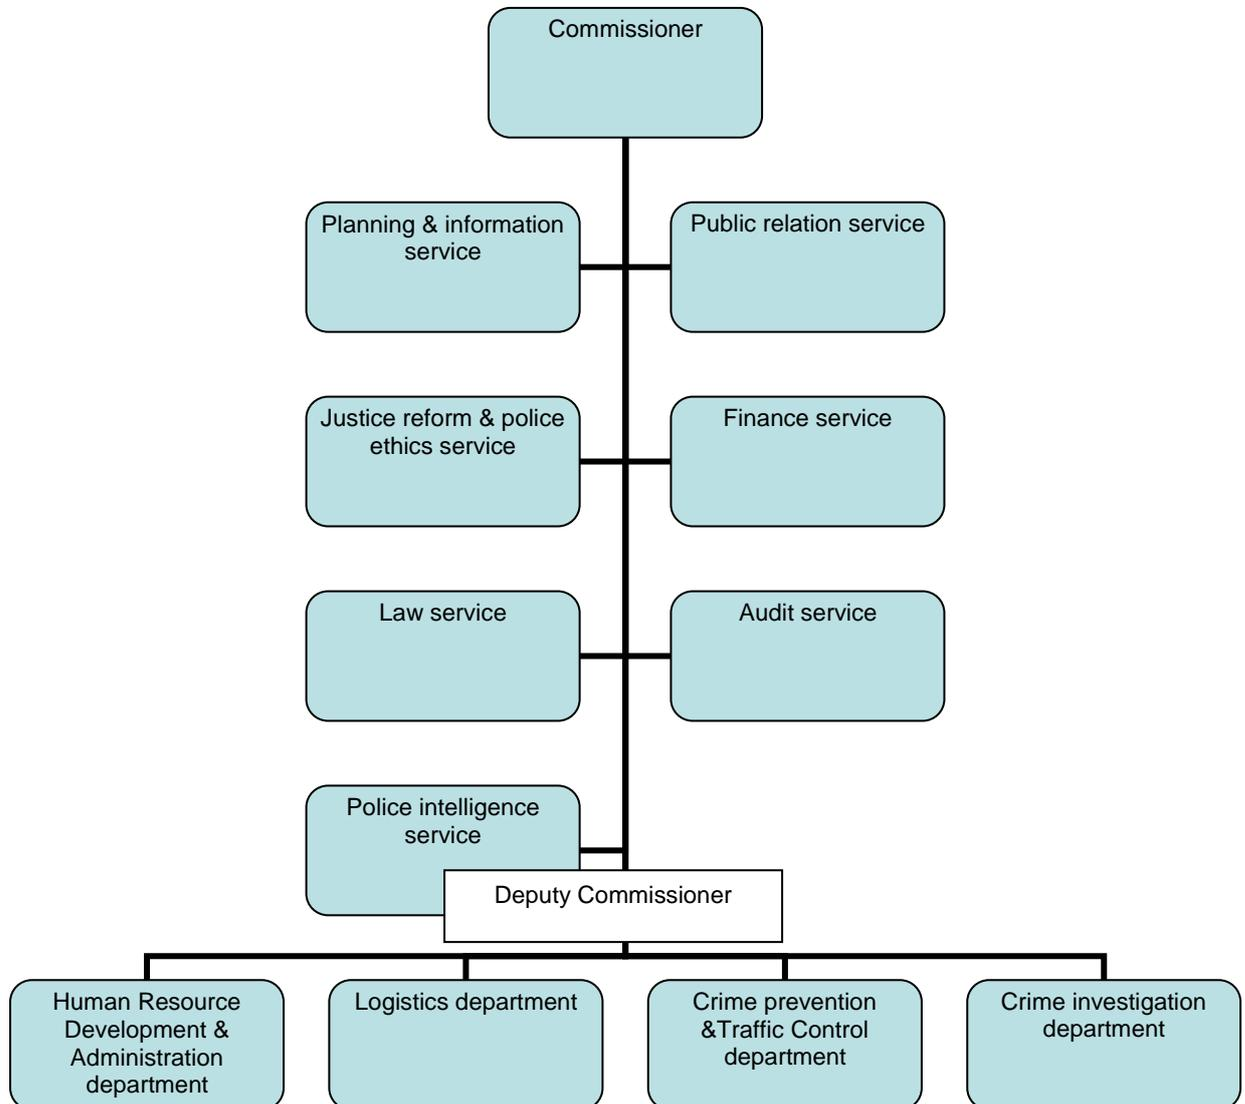 Commissioner
Planning & information
service
Public relation service
Justice reform & police
ethics service
Finance service
Law service
Audit service
Police intelligence
service
Deputy Commissioner
Human Resource
Development &
Administration
department
Logistics department
Crime prevention
&Traffic Control
department
Crime investigation
department